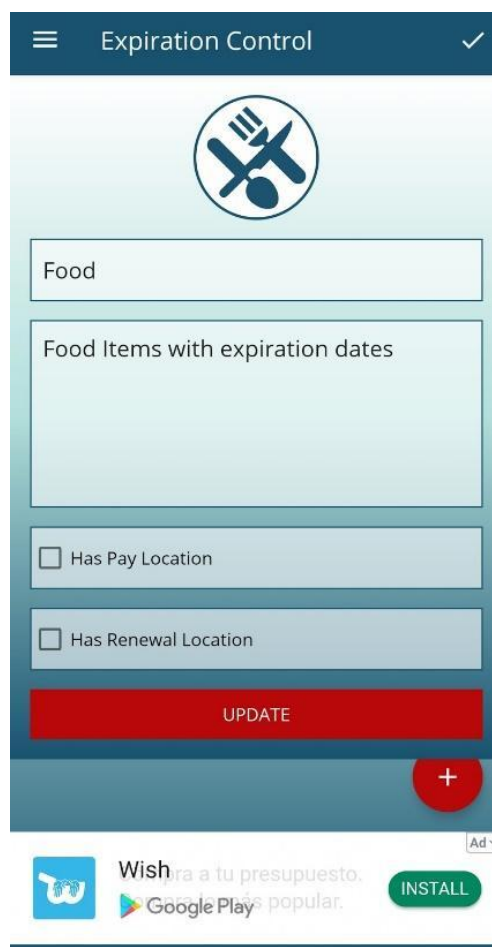 Expiration Control
Food
Food Items with expiration dates
Has Pay Location
Has Renewal Location
UPDATE
+
Ad
Wish
a tu presupuesto.
Google Play
popular.
INSTALL